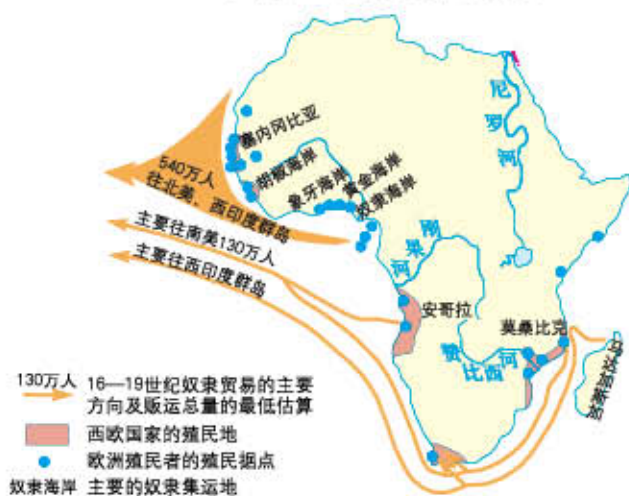 尼罗河
塞内冈比亚
胡椒海岸
象牙海岸
黄金海岸
奴隶海岸
540万人
往北美、西印度群岛
主要往南美130万人
主要往西印度群岛
刚果河
安哥拉
莫桑比克
赞比西河
马达加斯加
130万人 16—19世纪奴隶贸易的主要
方向及贩运总量的最低估算
西欧国家的殖民地
欧洲殖民者的殖民据点
奴隶海岸 主要的奴隶集运地